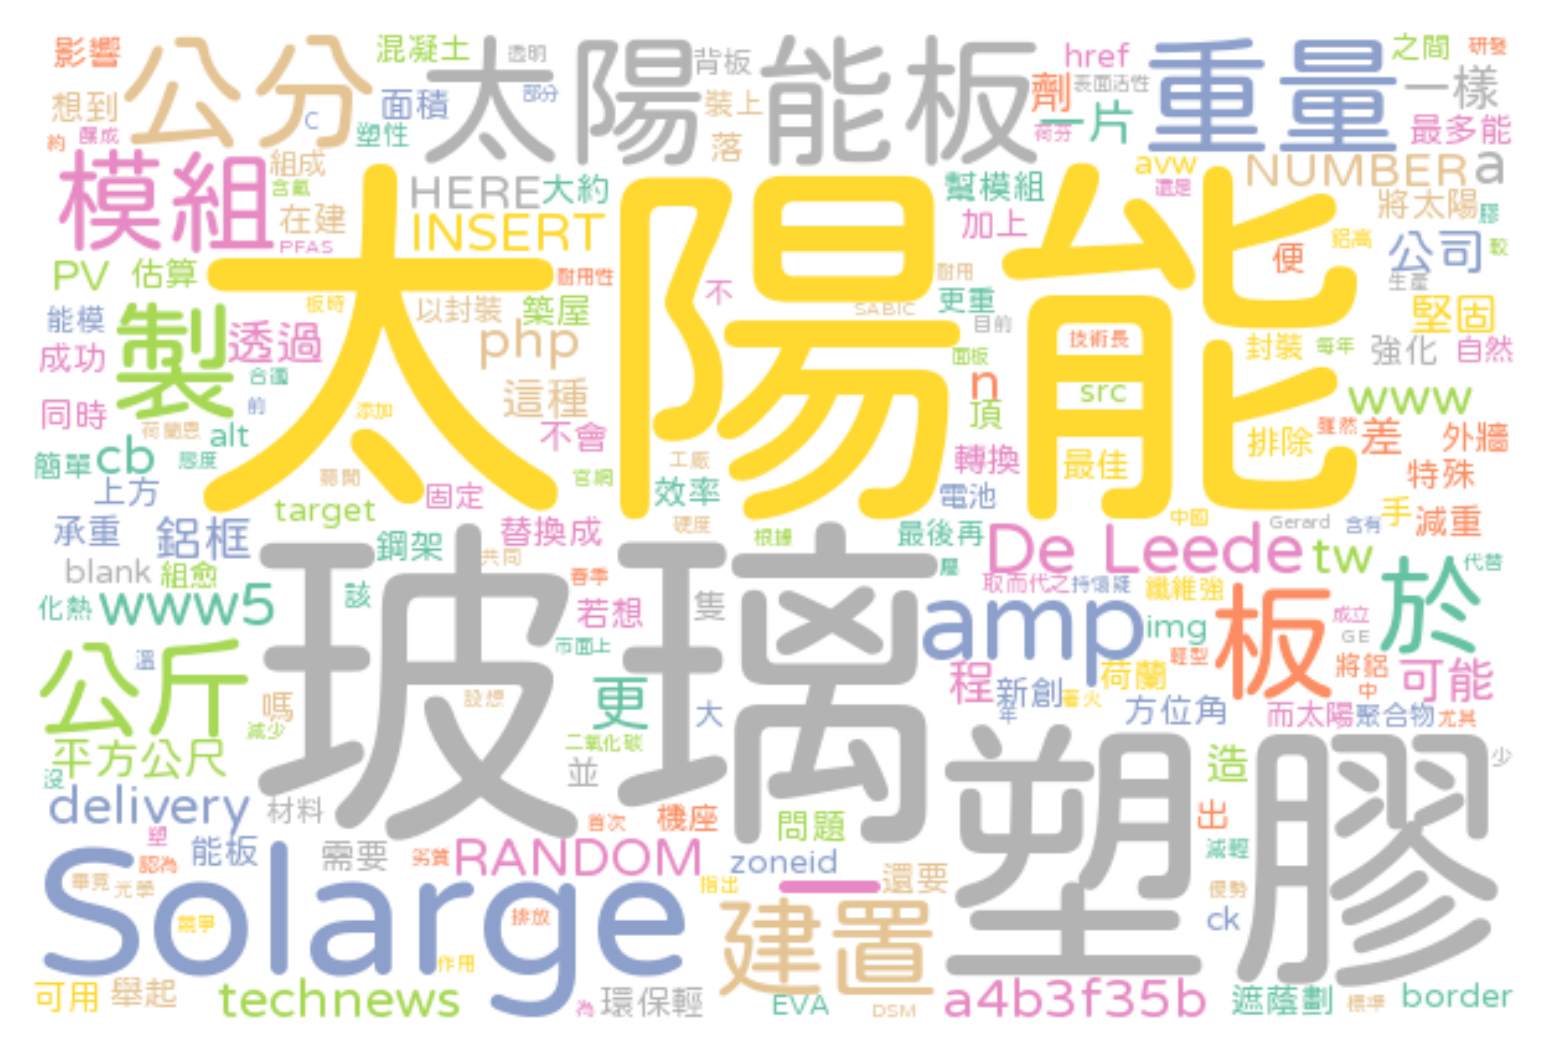 影響
公分
混凝土
太陽能板
透明
背板
href
重量
之間
研發
想到
C
面積
部分
裝上
劑
表面活性
一樣
約
釀成
塑性
落
一片
荷芬
最多能
模組
組成
含氟
HERE
大約
幫模組
avw
還是
NUMBER
a
在建
PFAS
INSERT
加上
將太陽
膠
PV
估算
太陽能
耐用性
不
耐用
便
鋁高
公司
較
生產
能模
板時
以封裝
築屋
SABIC
更重
目前
堅固
製
透過
php
技術長
封裝
每年
強化
自然
成功
合適
面板
同時
前
添加
這種
n
src
www
頂
荷蘭恩
alt
不會
排除
雖然
差
外牆
簡單
cb
態度
工廠
轉換
最佳
特殊
上方
聽聞
官網
效率
電池
target
固定
手
減重
承重
鋁框
替換成
硬度
中國
Gerard
含有
鋼架
根據
最後再
De Leede
tw
blank
組愈
共同
玻璃
屬
代替
春季
取而代之
持懷疑
纖維強
於
化熱
www5
該
若想
隻
amp
img
板
成立
GE
公斤
溫
市面上
輕型
將鋁
可能
嗎
設想
更
程
新創
著火
荷蘭
中
大
年
方位角
而太陽
聚合物
尤其
減少
平方公尺
二氧化碳
塑膠
造
少
沒
並
delivery
材料
首次
機座
問題
出
塑
能板
需要
劣質
RANDOM
zoneid
減輕
認為
Solarge
畢竟
光學
指出
一
還要
優勢
競爭
排放
建置
ck
作用
可用
舉起
technews
為
環保輕
EVA
DSM
a4b3f35b
遮蔭劃
標準
border